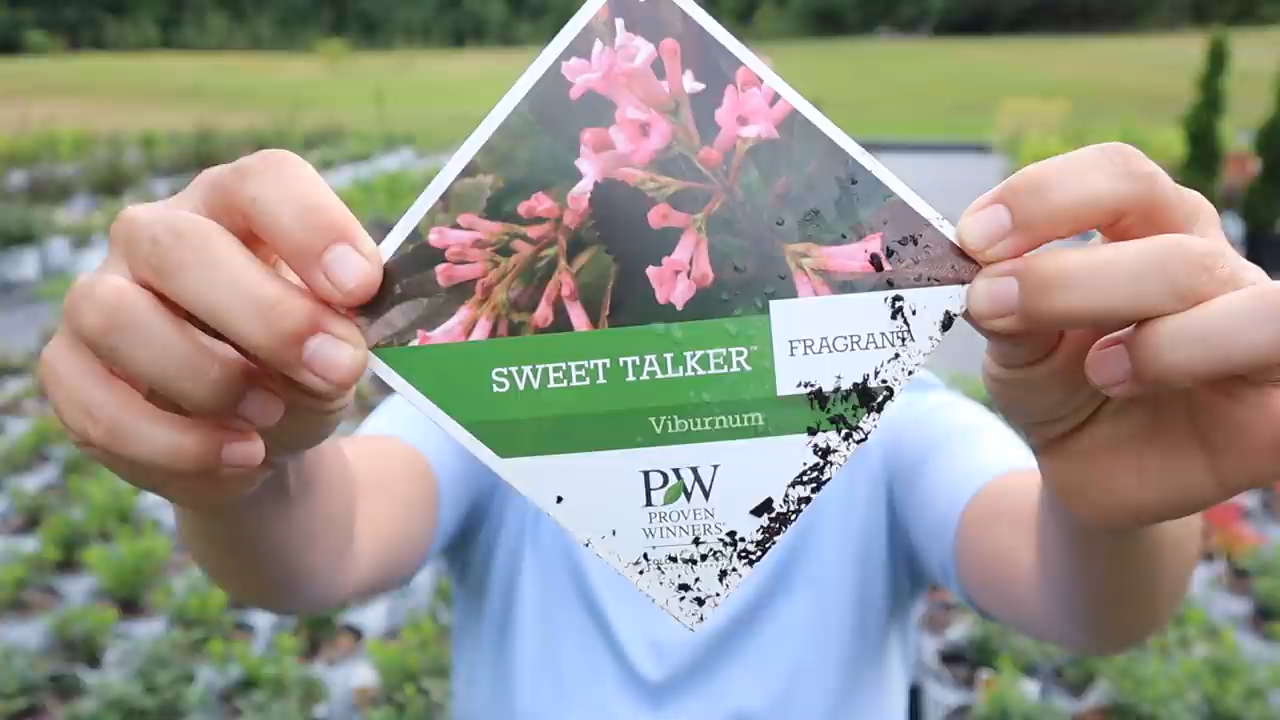 SWEET TALKER™
FRAGRANT
Viburnum
PW
PROVEN
WINNERS®